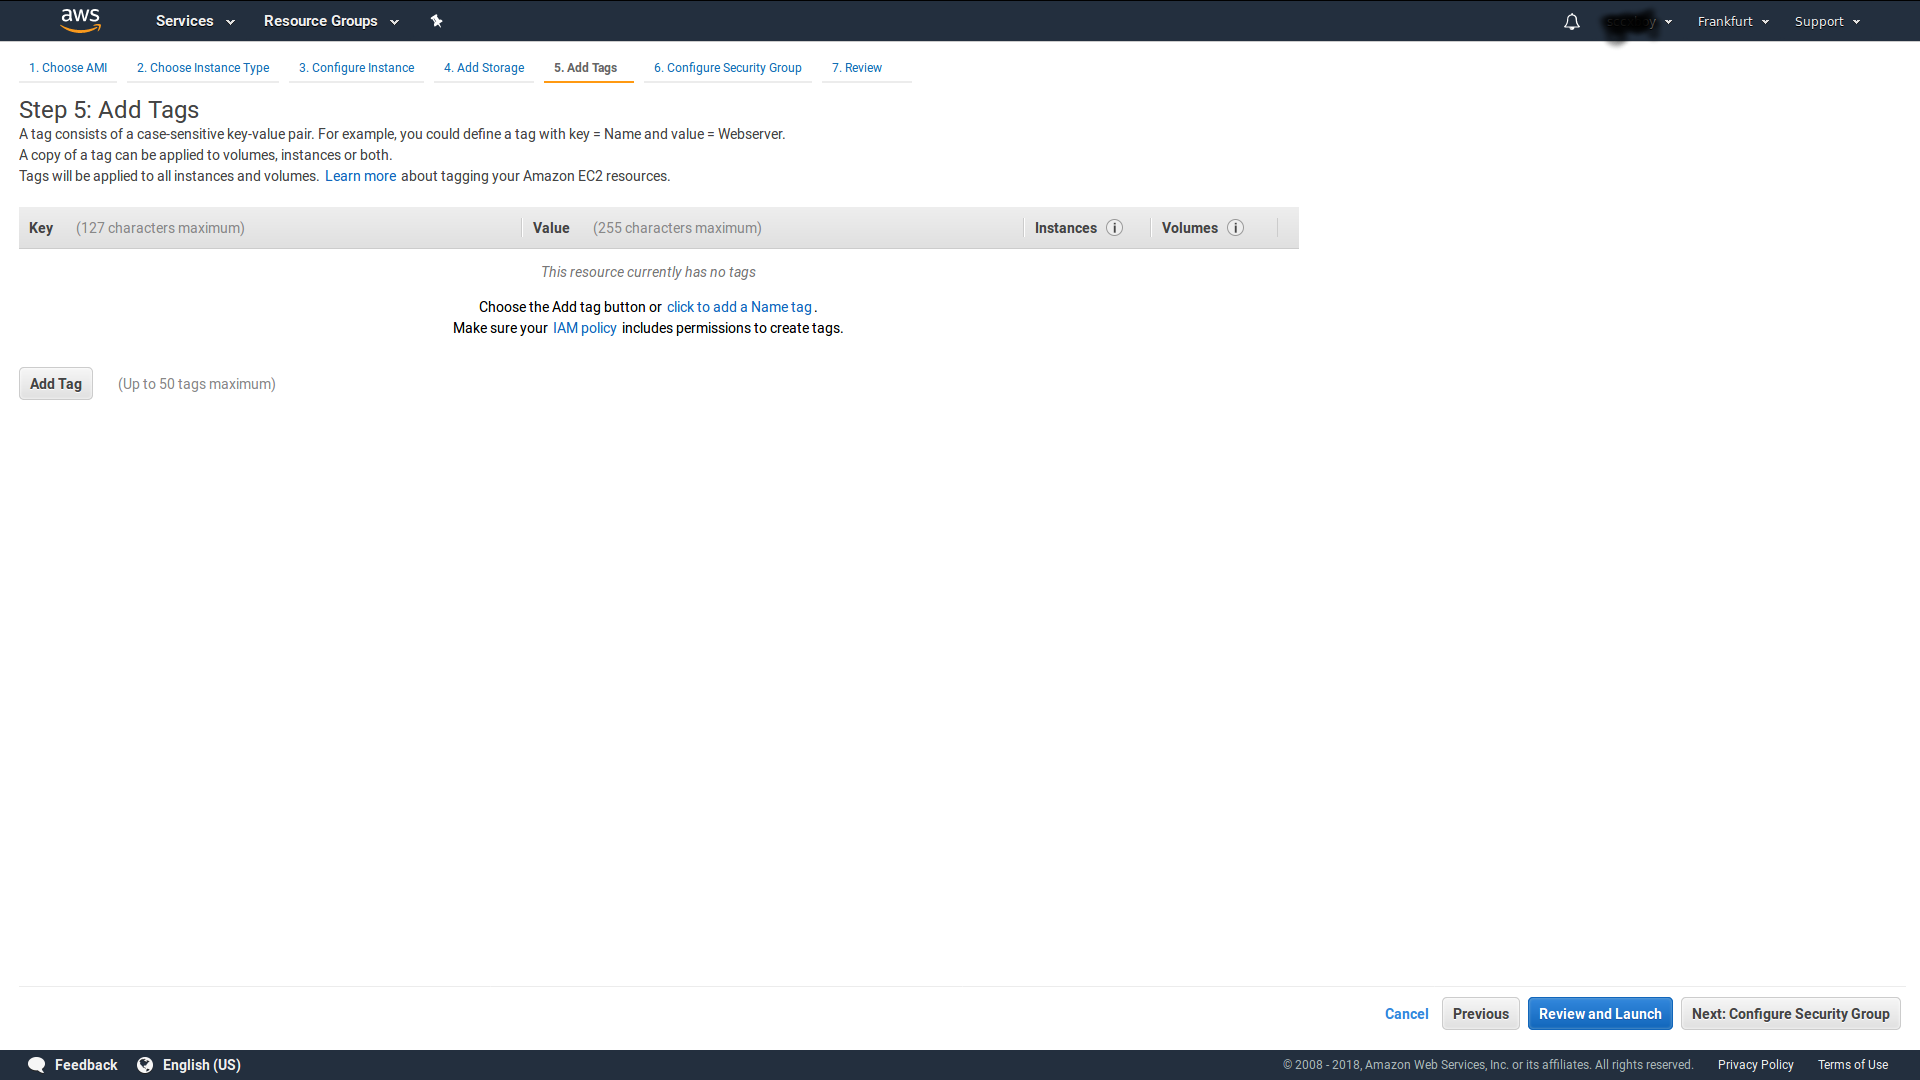 aws Services Resource Groups Frankfurt Support
1. Choose AMI 2. Choose Instance Type 3. Configure Instance 4. Add Storage 5. Add Tags 6. Configure Security Group 7. Review
Step 5: Add Tags
A tag consists of a case-sensitive key-value pair. For example, you could define a tag with key = Name and value = Webserver.
A copy of a tag can be applied to volumes, instances or both.
Tags will be applied to all instances and volumes. Learn more about tagging your Amazon EC2 resources.
Key (127 characters maximum) Value (255 characters maximum) Instances i Volumes i
This resource currently has no tags
Choose the Add tag button or click to add a Name tag.
Make sure your IAM policy includes permissions to create tags.
Add Tag (Up to 50 tags maximum)
Cancel Previous Review and Launch Next: Configure Security Group
Feedback English (US) © 2008 - 2018, Amazon Web Services, Inc. or its affiliates. All rights reserved. Privacy Policy Terms of Use